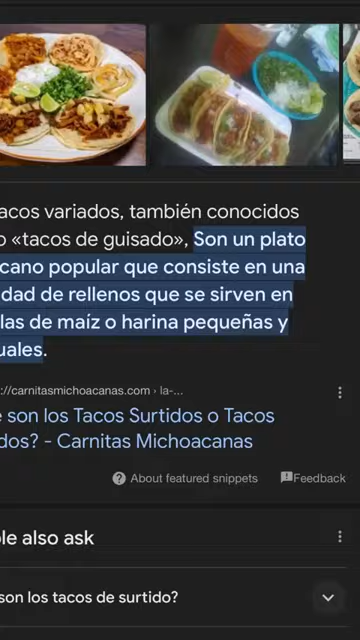 acos variados, también conocidos
o «tacos de guisado», Son un plato
cano popular que consiste en una
dad de rellenos que se sirven en
las de maíz o harina pequeñas y
uales.
://carnitasmichoacanas.com › la-...
e son los Tacos Surtidos o Tacos
dos? - Carnitas Michoacanas
About featured snippets Feedback
le also ask
son los tacos de surtido?